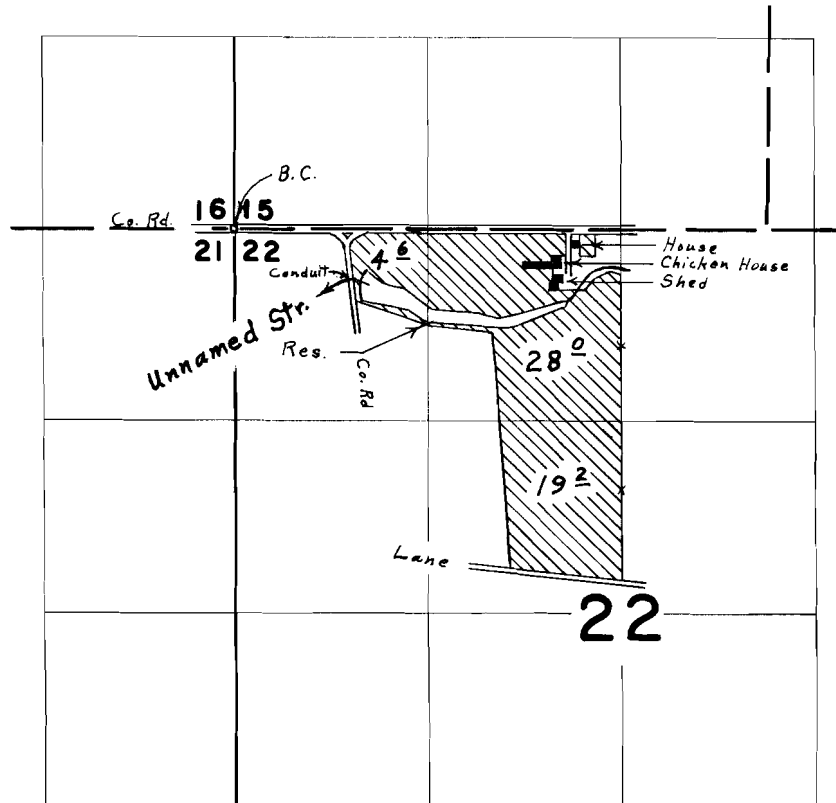 B.C.
Co. Rd.
16 15
21 22
House
Chicken House
Shed
4 6
Conduit
Unnamed Str.
Res.
Co. Rd
28 0
19 2
Lane
22